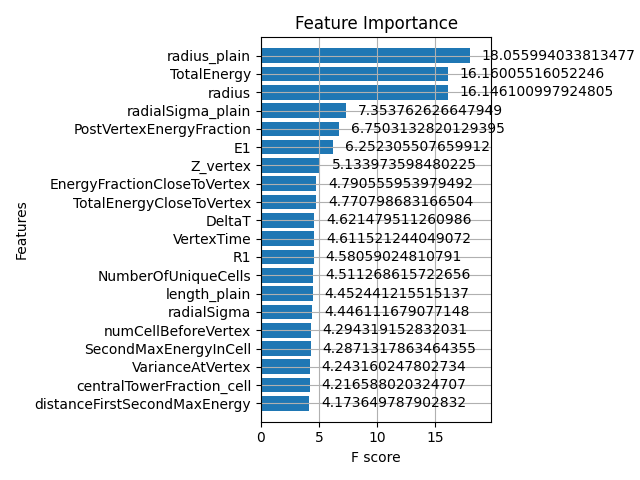 Feature Importance
radius_plain 18.055994033813477
TotalEnergy 16.16005516052246
radius 16.146100997924805
radialSigma_plain 7.353762626647949
PostVertexEnergyFraction 6.7503132820129395
E1 6.252305507659912
Z_vertex 5.133973598480225
EnergyFractionCloseToVertex 4.790555953979492
TotalEnergyCloseToVertex 4.770798683166504
DeltaT 4.621479511260986
VertexTime 4.611521244049072
R1 4.58059024810791
NumberOfUniqueCells 4.511268615722656
length_plain 4.452441215515137
radialSigma 4.446111679077148
numCellBeforeVertex 4.294319152832031
SecondMaxEnergyInCell 4.2871317863464355
VarianceAtVertex 4.243160247802734
centralTowerFraction_cell 4.216588020324707
distanceFirstSecondMaxEnergy 4.173649787902832
Features
0 5 10 15
F score